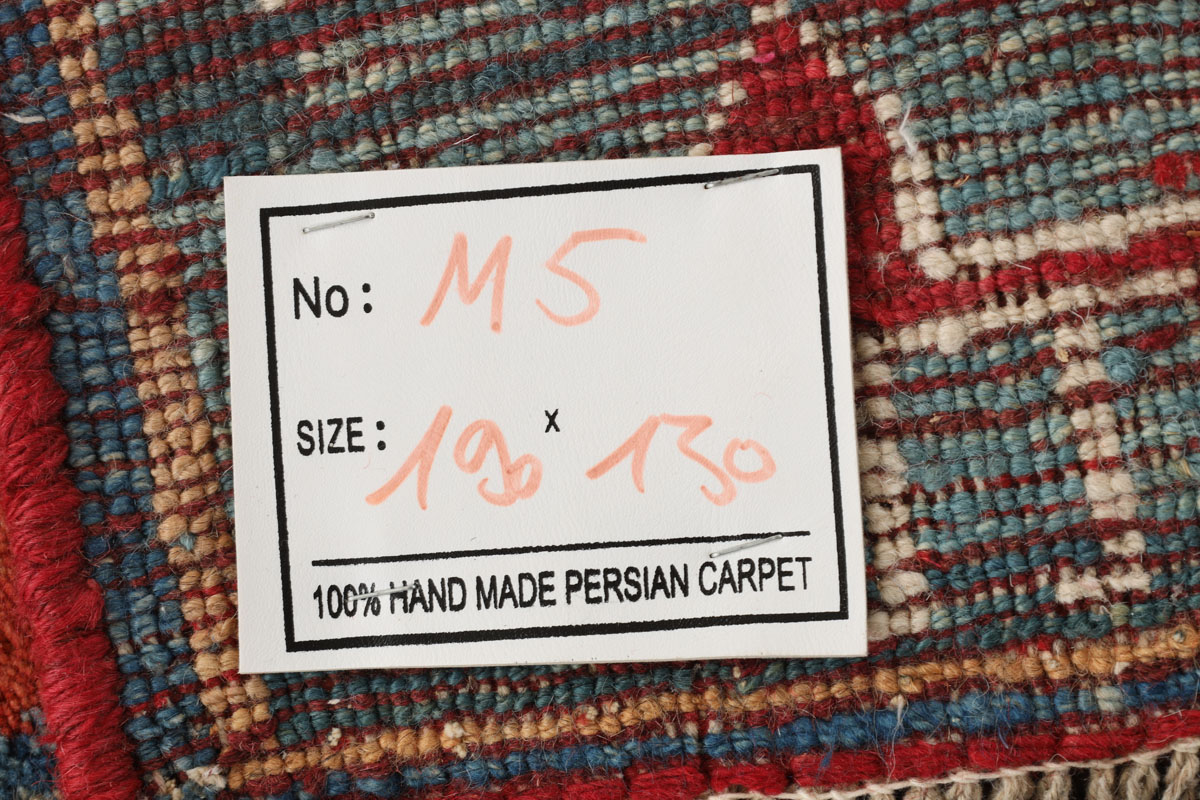 No: M5
SIZE: 190 x 130
100% HAND MADE PERSIAN CARPET